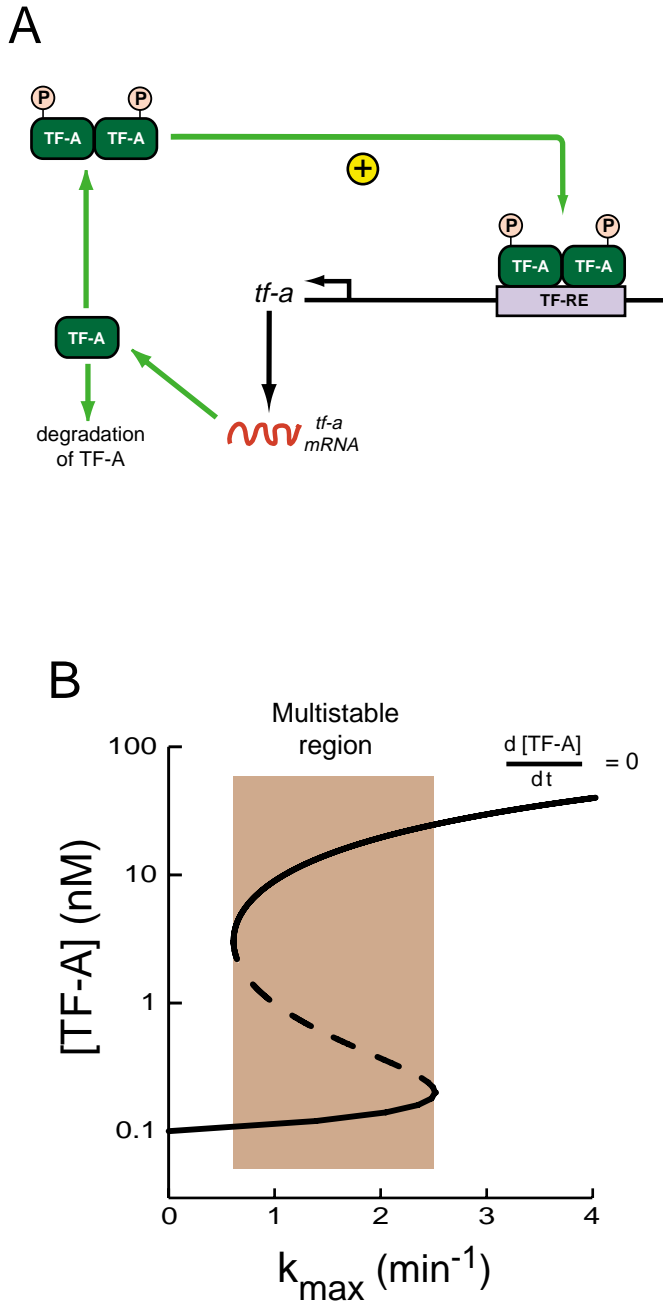 A
P P
TF-A TF-A
+
P P
TF-A TF-A
TF-RE
tf-a
TF-A
tf-a
mRNA
degradation
of TF-A
B
Multistable
region
d [TF-A]
dt
= 0
100
10
1
0.1
[TF-A] (nM)
0 1 2 3 4
kmax (min-1)